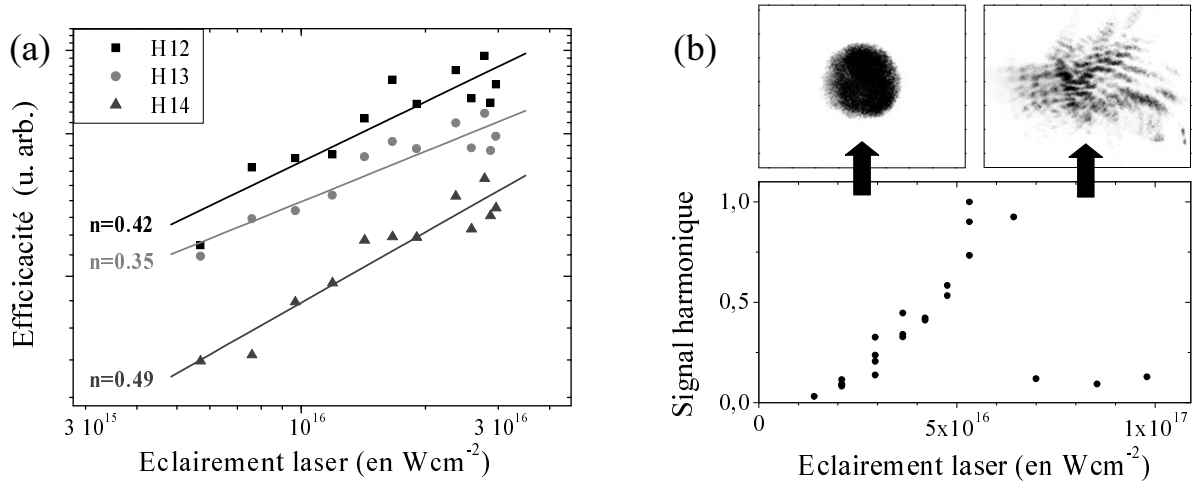 (a)
H12
H13
H14
Efficicacité (u. arb.)
n=0.42
n=0.35
n=0.49
3 10^15
10^16
3 10^16
Eclairement laser (en Wcm^-2)
(b)
Signal harmonique
1,0
0,5
0,0
0
5x10^16
1x10^17
Eclairement laser (en Wcm^-2)